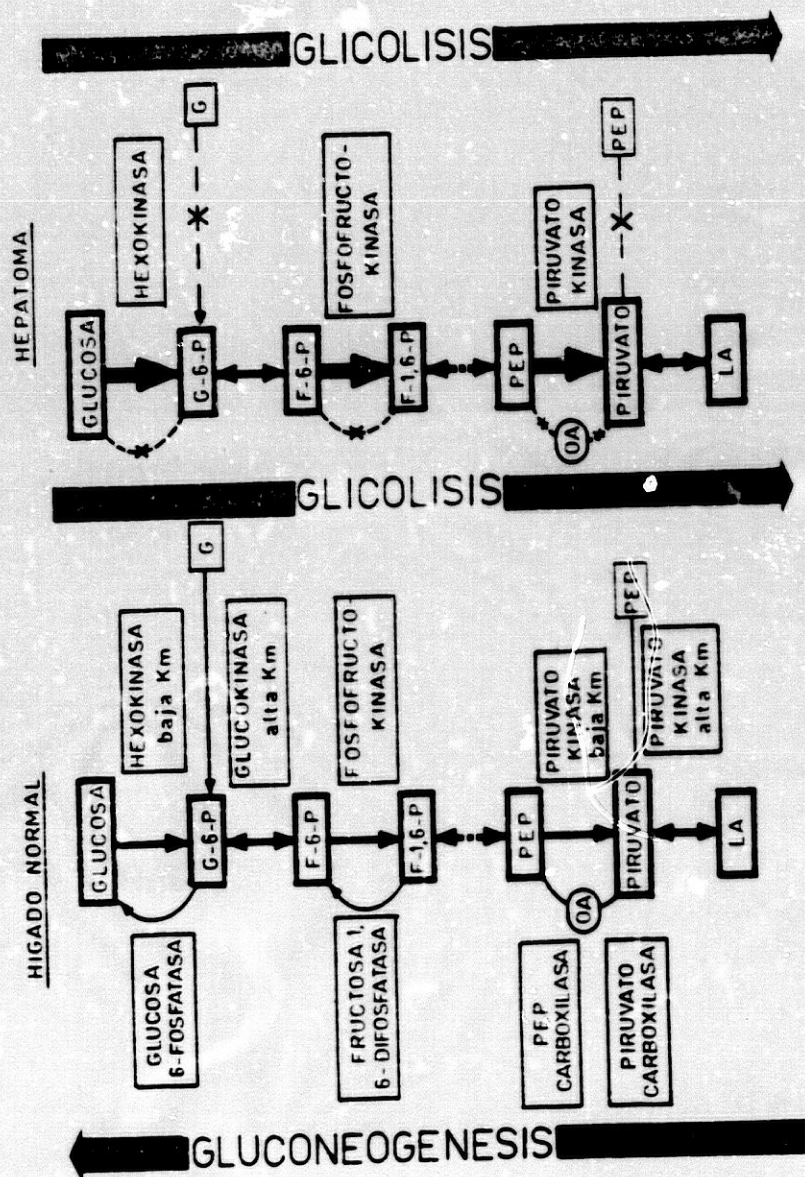 HIGADO NORMAL
GLUCONEOGENESIS
GLUCOSA
6-FOSFATASA
FRUCTOSA 1,
6-DIFOSFATASA
PEP
CARBOXILASA
PIRUVATO
CARBOXILASA
GLUCOSA
G-6-P
F-6-P
F-1,6-P
PEP
OA
PIRUVATO
LA
HEXOKINASA
baja Km
GLUCOKINASA
alta Km
G
FOSFOFRUCTO-
KINASA
PIRUVATO
KINASA
baja Km
PIRUVATO
KINASA
alta Km
PEP
GLICOLISIS
HEPATOMA
GLUCOSA
G-6-P
F-6-P
F-1,6-P
PEP
OA
PIRUVATO
LA
HEXOKINASA
G
FOSFOFRUCTO-
KINASA
PIRUVATO
KINASA
PEP
GLICOLISIS